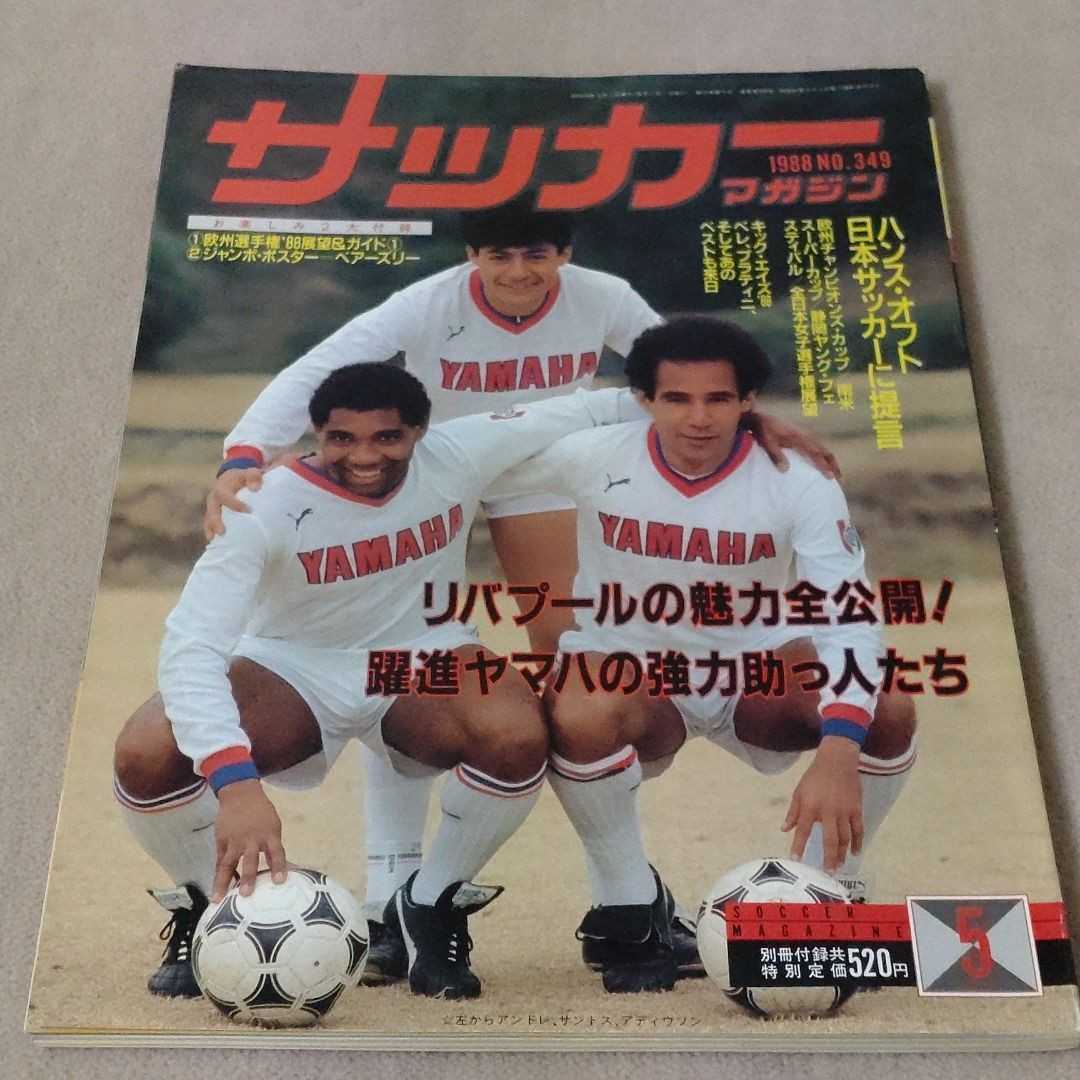 サッカー
マガジン
1988 NO.349
お楽しみ2大付録
①欧州選手権'88展望&ガイド①
②ジャンボ・ポスター=ベアーズリー
ハンス・オフト
日本サッカーに提言
欧州チャンピオンズ・カップ 南米
スーパーカップ 静岡ヤング・フェ
スティバル 全日本女子選手権展望
キック・エイズ'88
ペレ、プラティニ、
そしてあの
ベストも来日
YAMAHA
YAMAHA
YAMAHA
リバプールの魅力全公開!
躍進ヤマハの強力助っ人たち
SOCCER
MAGAZINE
5
別冊付録共
特別定価520円
☆左からアンドレ、サントス、アディウソン